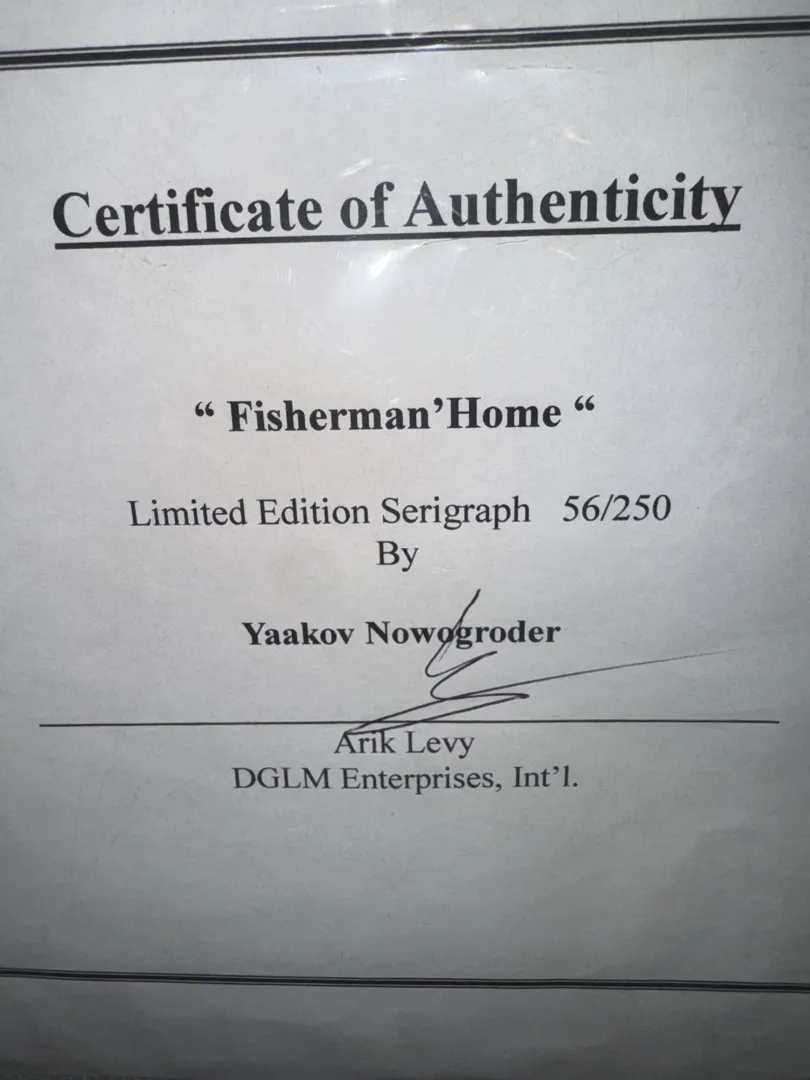 Certificate of Authenticity
“ Fisherman’Home “
Limited Edition Serigraph 56/250
By
Yaakov Nowogroder
Arik Levy
DGLM Enterprises, Int’l.